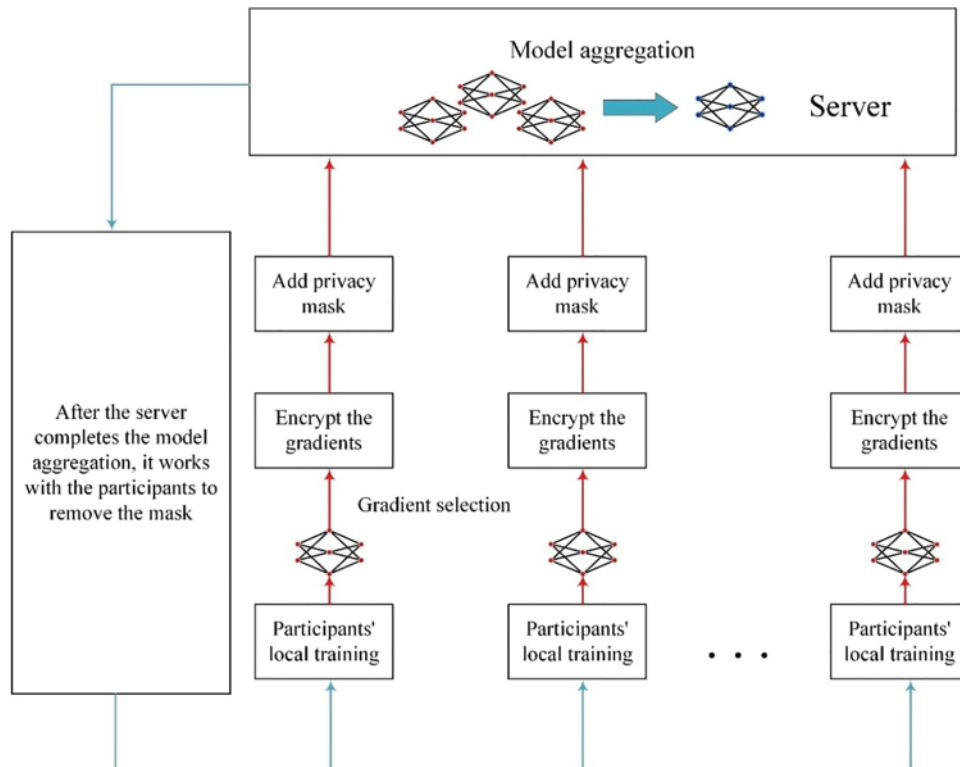 Model aggregation
Server
Add privacy
mask
Add privacy
mask
Add privacy
mask
After the server
completes the model
aggregation, it works
with the participants to
remove the mask
Encrypt the
gradients
Encrypt the
gradients
Encrypt the
gradients
Gradient selection
Participants'
local training
Participants'
local training
. . .
Participants'
local training